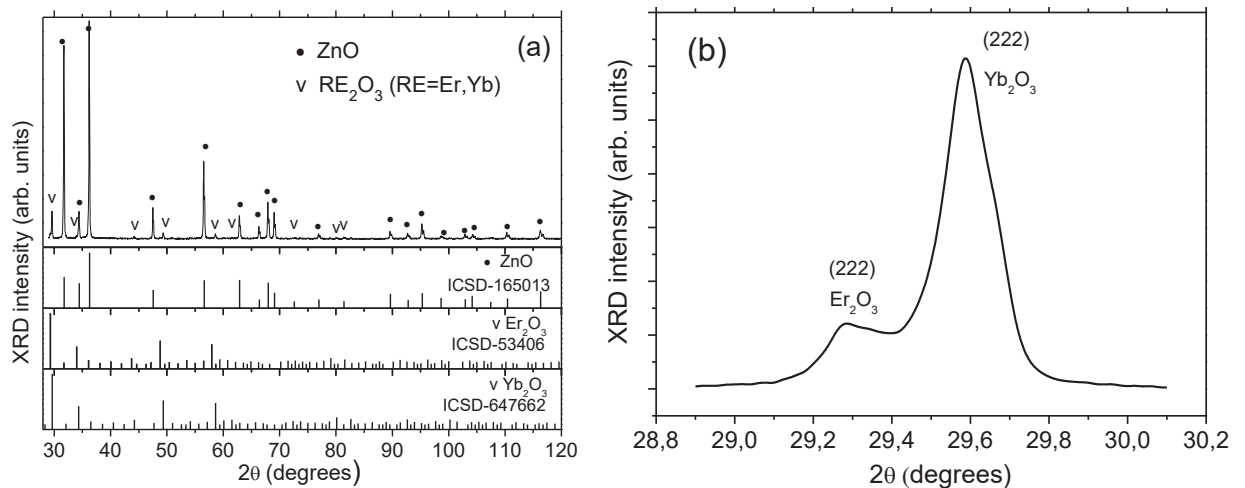 (a)
• ZnO
v RE2O3 (RE=Er,Yb)
XRD intensity (arb. units)
• ZnO
ICSD-165013
v Er2O3
ICSD-53406
v Yb2O3
ICSD-647662
30 40 50 60 70 80 90 100 110 120
2θ (degrees)
(b)
(222)
Yb2O3
(222)
Er2O3
XRD intensity (arb. units)
28,8 29,0 29,2 29,4 29,6 29,8 30,0 30,2
2θ (degrees)